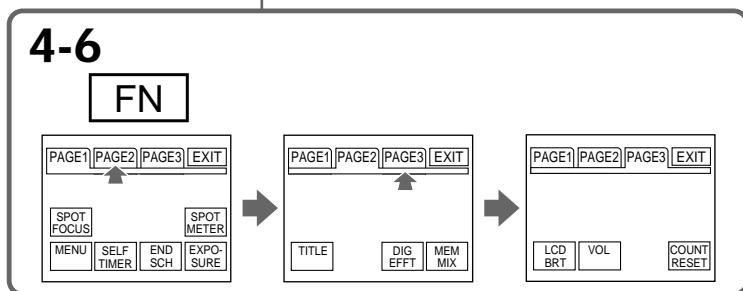 4-6
FN
PAGE1 PAGE2 PAGE3 EXIT
SPOT FOCUS
SPOT METER
MENU
SELF TIMER
END SCH
EXPO-SURE
PAGE1 PAGE2 PAGE3 EXIT
TITLE
DIG EFFT
MEM MIX
PAGE1 PAGE2 PAGE3 EXIT
LCD BRT
VOL
COUNT RESET